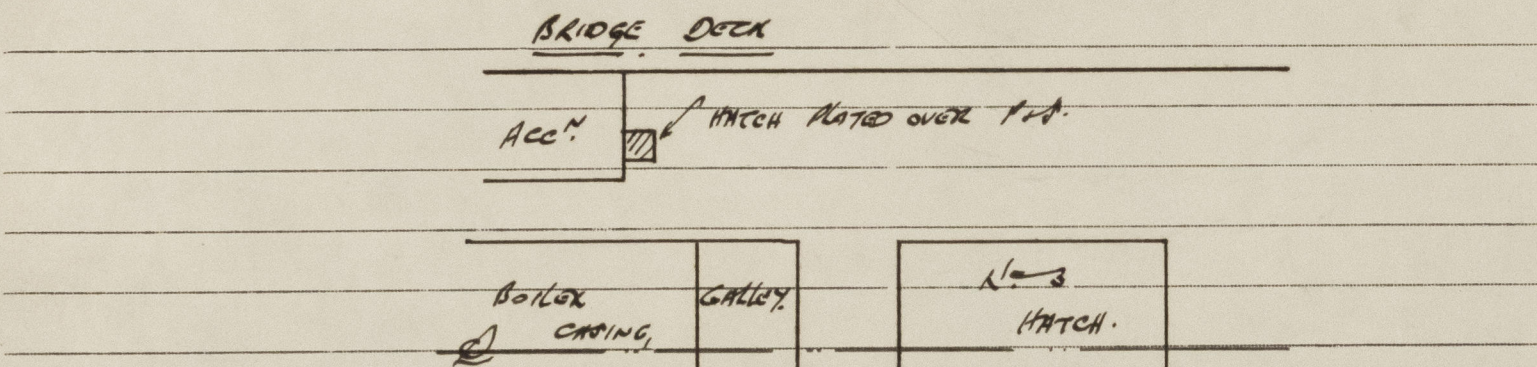 BRIDGE DECK
ACCN.
HATCH PLATED OVER P+S.
BOILER
CASING,
GALLEY.
No 3
HATCH.